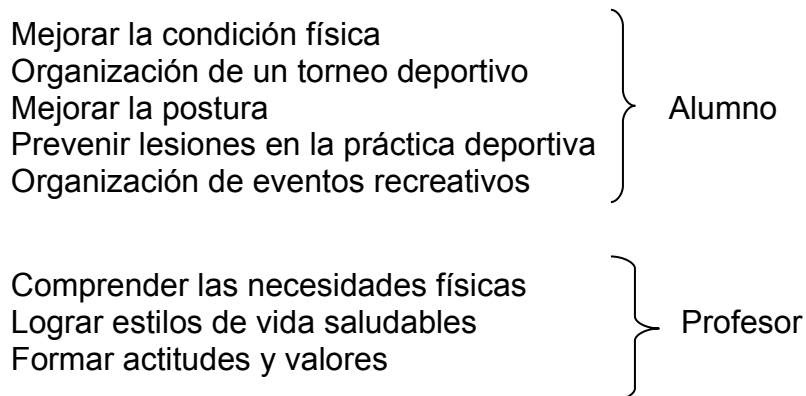 Mejorar la condición física
Organización de un torneo deportivo
Mejorar la postura
Alumno
Prevenir lesiones en la práctica deportiva
Organización de eventos recreativos
Comprender las necesidades físicas
Lograr estilos de vida saludables
Profesor
Formar actitudes y valores